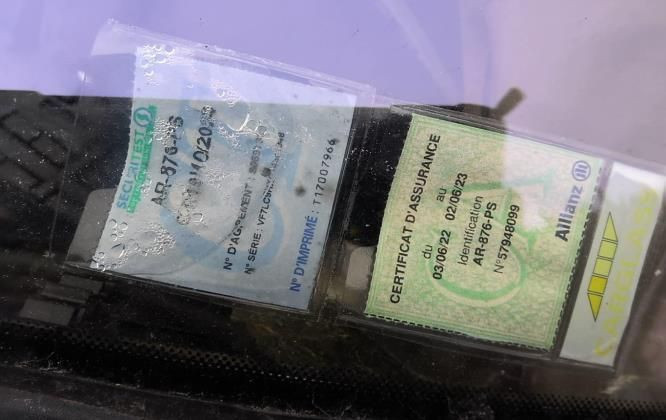 SECURITEST
AR-876-PS
N° D'AGRÉMENT :
N° SERIE :
N° D'IMPRIMÉ : T17007966
CERTIFICAT D'ASSURANCE
du au
03/06/22 02/06/23
Identification
AR-876-PS
N°57948099
Allianz
CARGLASS